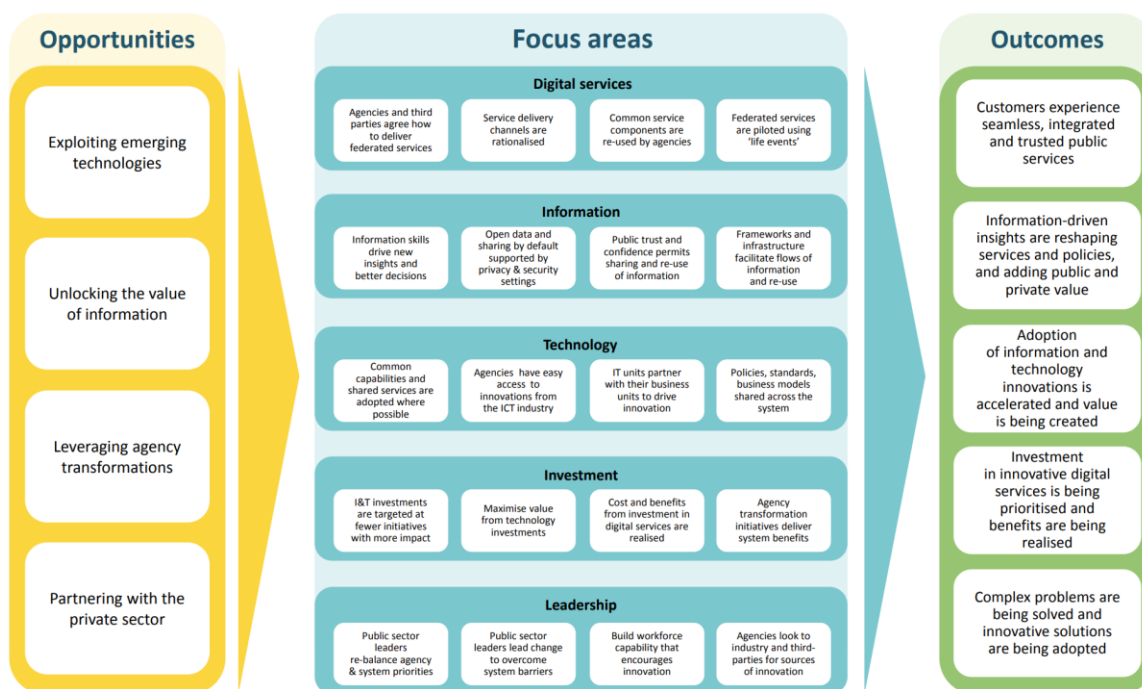 Opportunities
Exploiting emerging
technologies
Unlocking the value
of information
Leveraging agency
transformations
Partnering with the
private sector
Focus areas
Digital services
Agencies and third
parties agree how
to deliver
federated services
Service delivery
channels are
rationalised
Common service
components are
re-used by agencies
Federated services
are piloted using
'life events'
Information
Information skills
drive new
insights and
better decisions
Open data and
sharing by default
supported by
privacy & security
settings
Public trust and
confidence permits
sharing and re-use
of information
Frameworks and
infrastructure
facilitate flows of
information
and re-use
Technology
Common
capabilities and
shared services are
adopted where
possible
Agencies have easy
access to
innovations from
the ICT industry
IT units partner
with their business
units to drive
innovation
Policies, standards,
business models
shared across the
system
Investment
I&T investments
are targeted at
fewer initiatives
with more impact
Maximise value
from technology
investments
Cost and benefits
from investment in
digital services are
realised
Agency
transformation
initiatives deliver
system benefits
Leadership
Public sector
leaders
re-balance agency
& system priorities
Public sector
leaders lead change
to overcome
system barriers
Build workforce
capability that
encourages
innovation
Agencies look to
industry and third-
parties for sources
of innovation
Outcomes
Customers experience
seamless, integrated
and trusted public
services
Information-driven
insights are reshaping
services and policies,
and adding public and
private value
Adoption
of information and
technology
innovations is
accelerated and value
is being created
Investment
in innovative digital
services is being
prioritised and
benefits are being
realised
Complex problems are
being solved and
innovative solutions
are being adopted